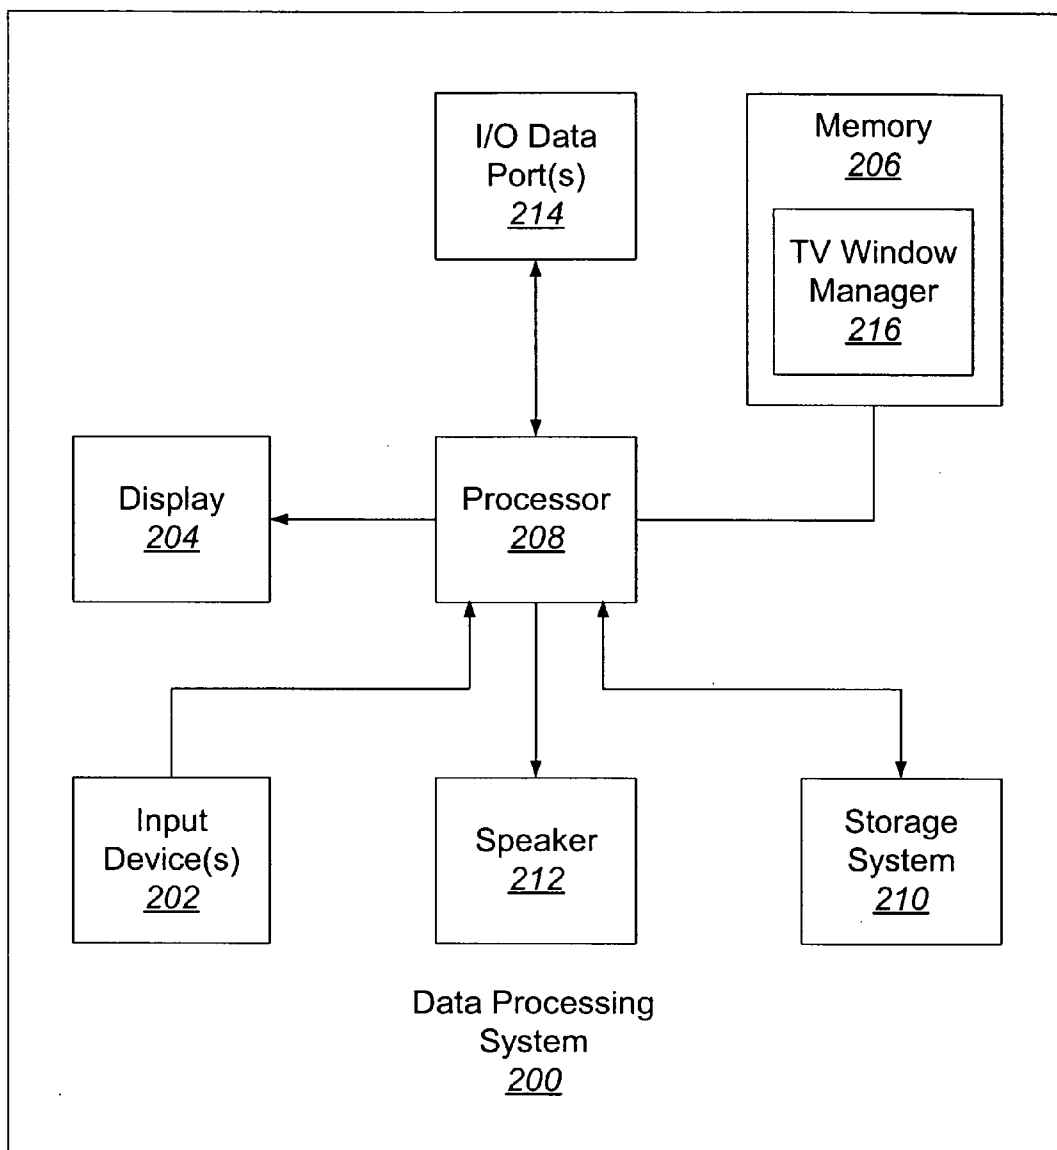 I/O Data
Port(s)
214
Memory
206
TV Window
Manager
216
Display
204
Processor
208
Input
Device(s)
202
Speaker
212
Storage
System
210
Data Processing
System
200